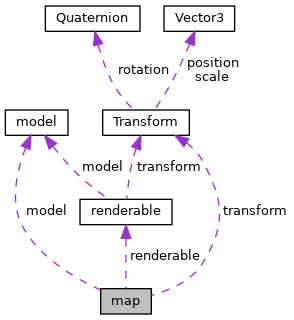 Quaternion
Vector3
rotation
position
scale
model
Transform
model
transform
renderable
model
transform
renderable
map